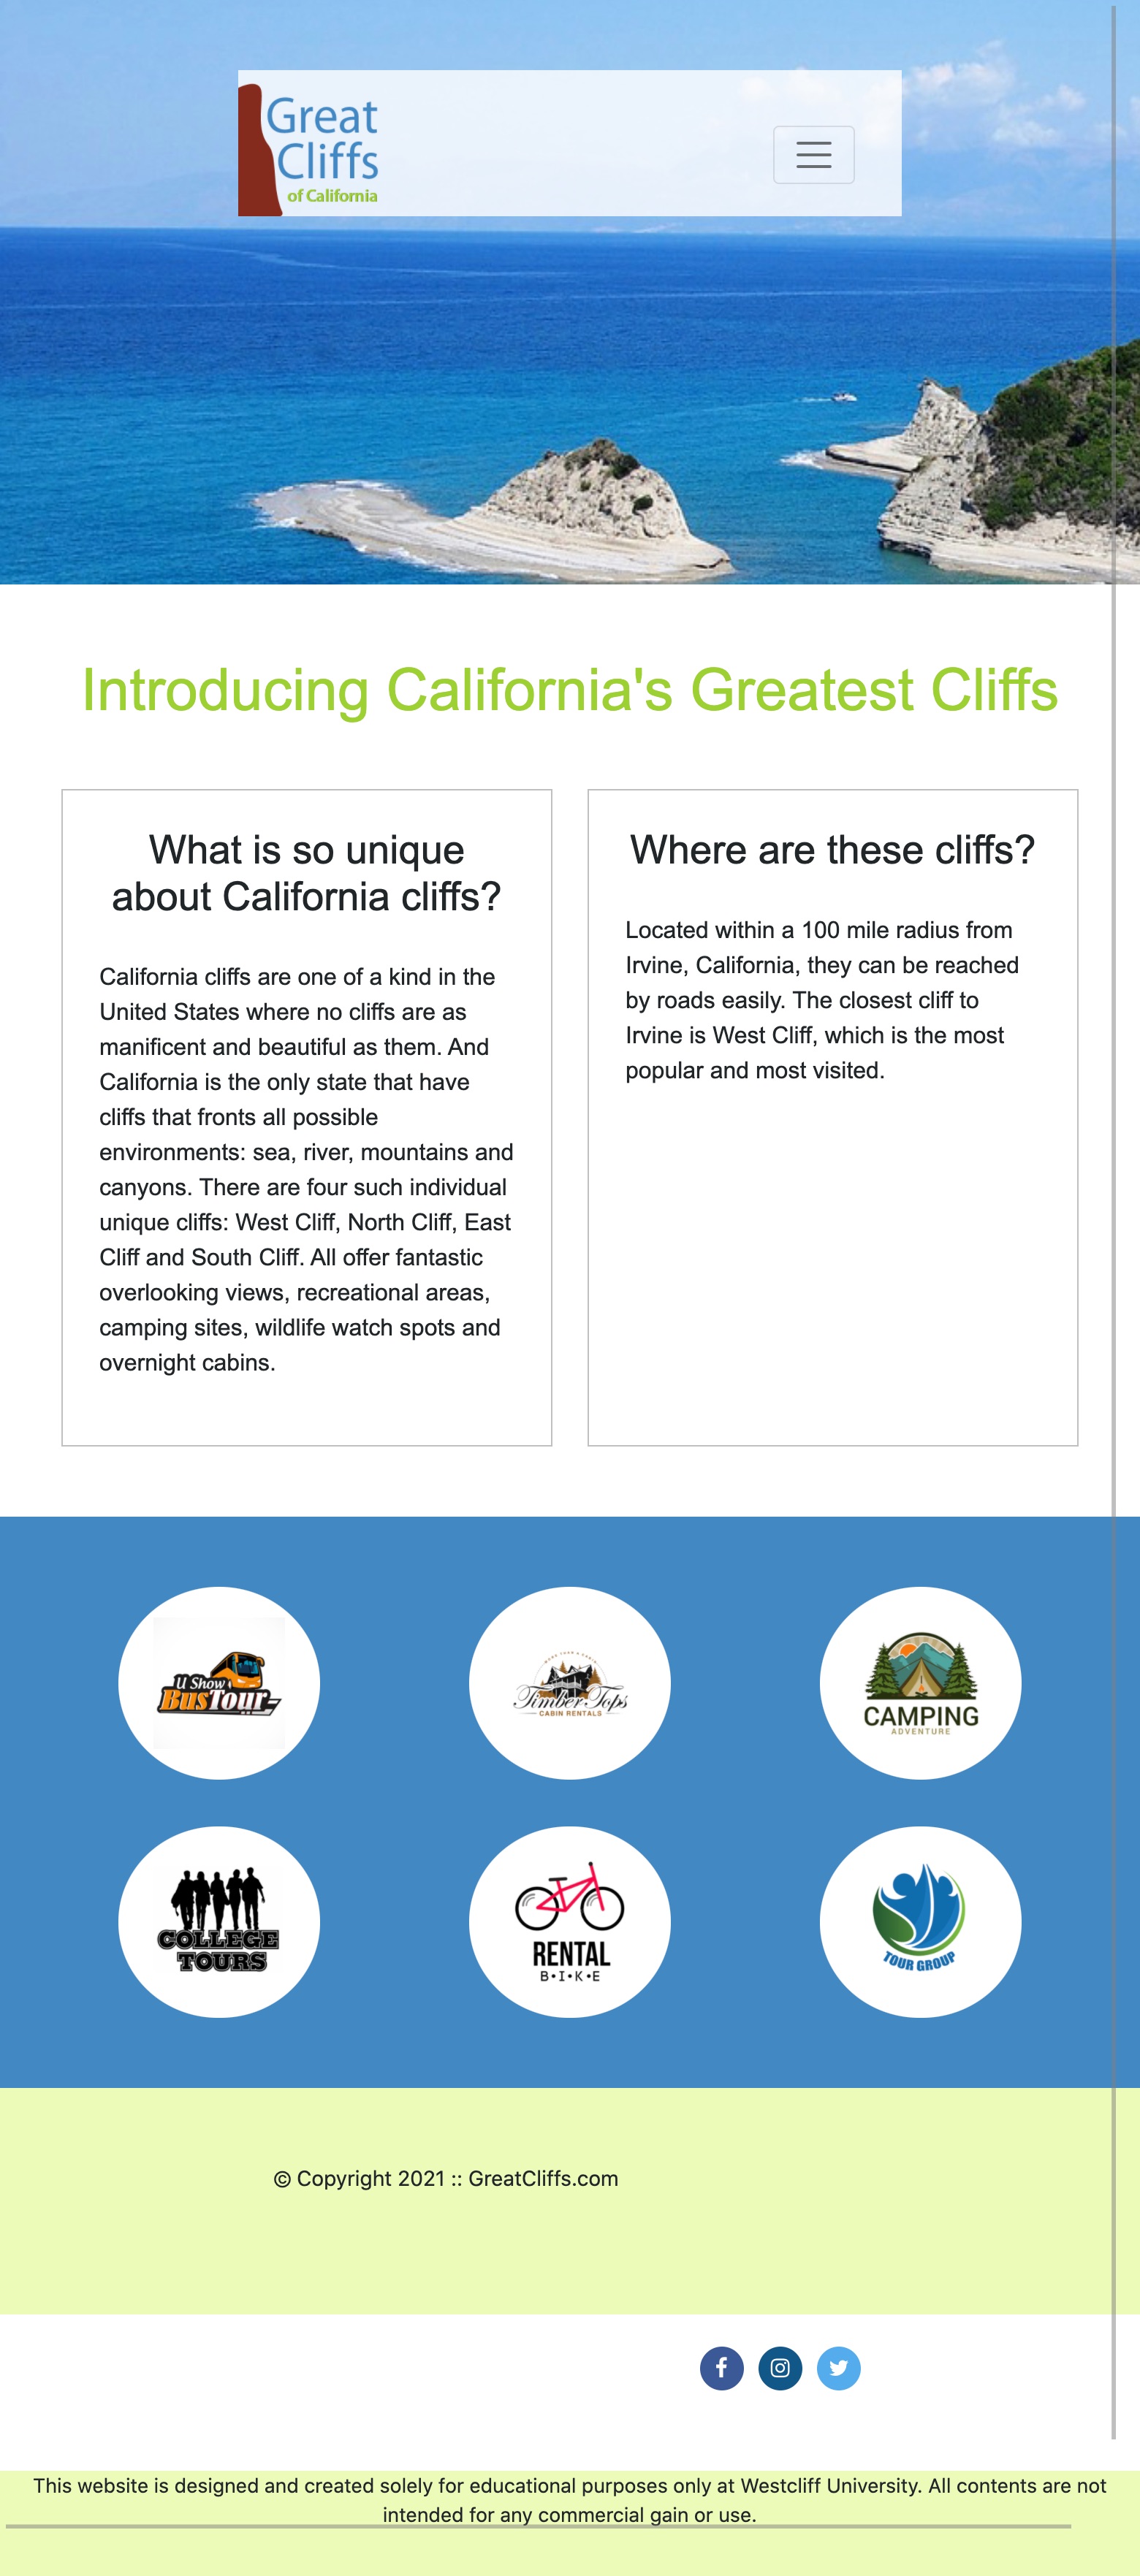 Great
Cliffs
of California
Introducing California's Greatest Cliffs
What is so unique
about California cliffs?
California cliffs are one of a kind in the
United States where no cliffs are as
manificent and beautiful as them. And
California is the only state that have
cliffs that fronts all possible
environments: sea, river, mountains and
canyons. There are four such individual
unique cliffs: West Cliff, North Cliff, East
Cliff and South Cliff. All offer fantastic
overlooking views, recreational areas,
camping sites, wildlife watch spots and
overnight cabins.
Where are these cliffs?
Located within a 100 mile radius from
Irvine, California, they can be reached
by roads easily. The closest cliff to
Irvine is West Cliff, which is the most
popular and most visited.
U Show
BusTour
Timber Tops
CABIN RENTALS
CAMPING
ADVENTURE
COLLEGE
TOURS
RENTAL
B•I•K•E
TOUR GROUP
© Copyright 2021 :: GreatCliffs.com
This website is designed and created solely for educational purposes only at Westcliff University. All contents are not
intended for any commercial gain or use.